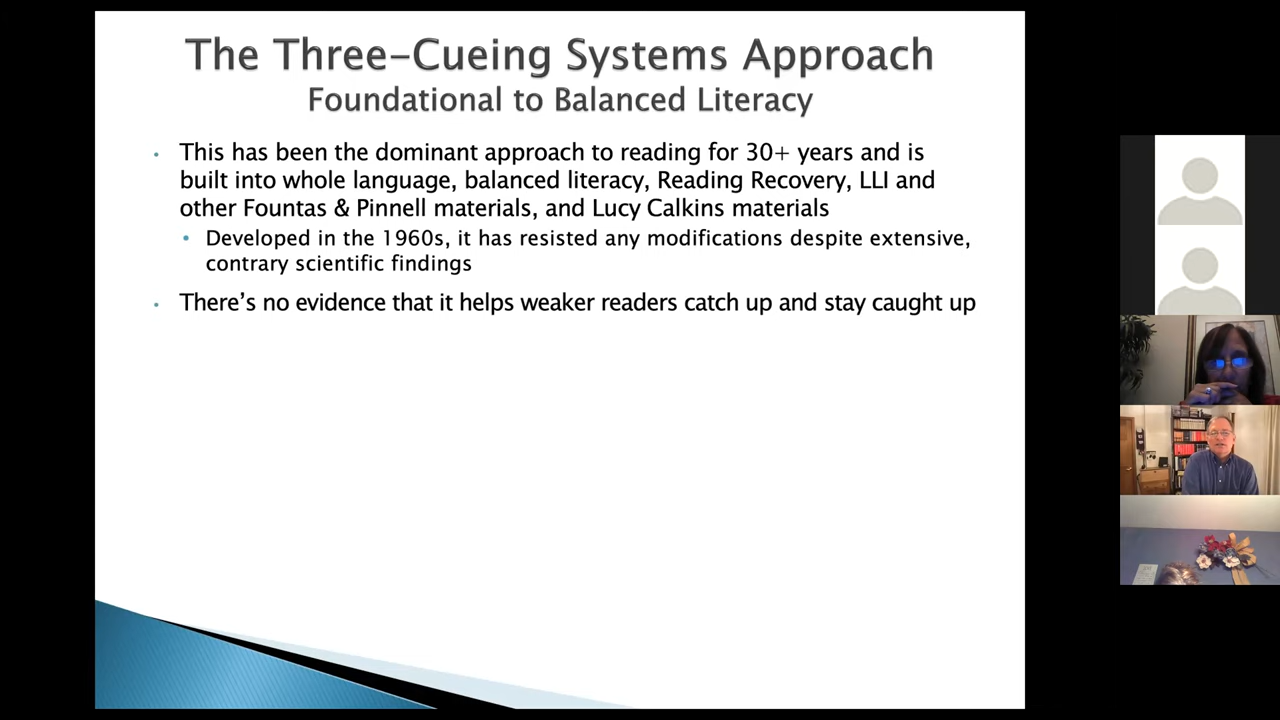 The Three-Cueing Systems Approach
Foundational to Balanced Literacy
• This has been the dominant approach to reading for 30+ years and is
built into whole language, balanced literacy, Reading Recovery, LLI and
other Fountas & Pinnell materials, and Lucy Calkins materials
• Developed in the 1960s, it has resisted any modifications despite extensive,
contrary scientific findings
• There's no evidence that it helps weaker readers catch up and stay caught up